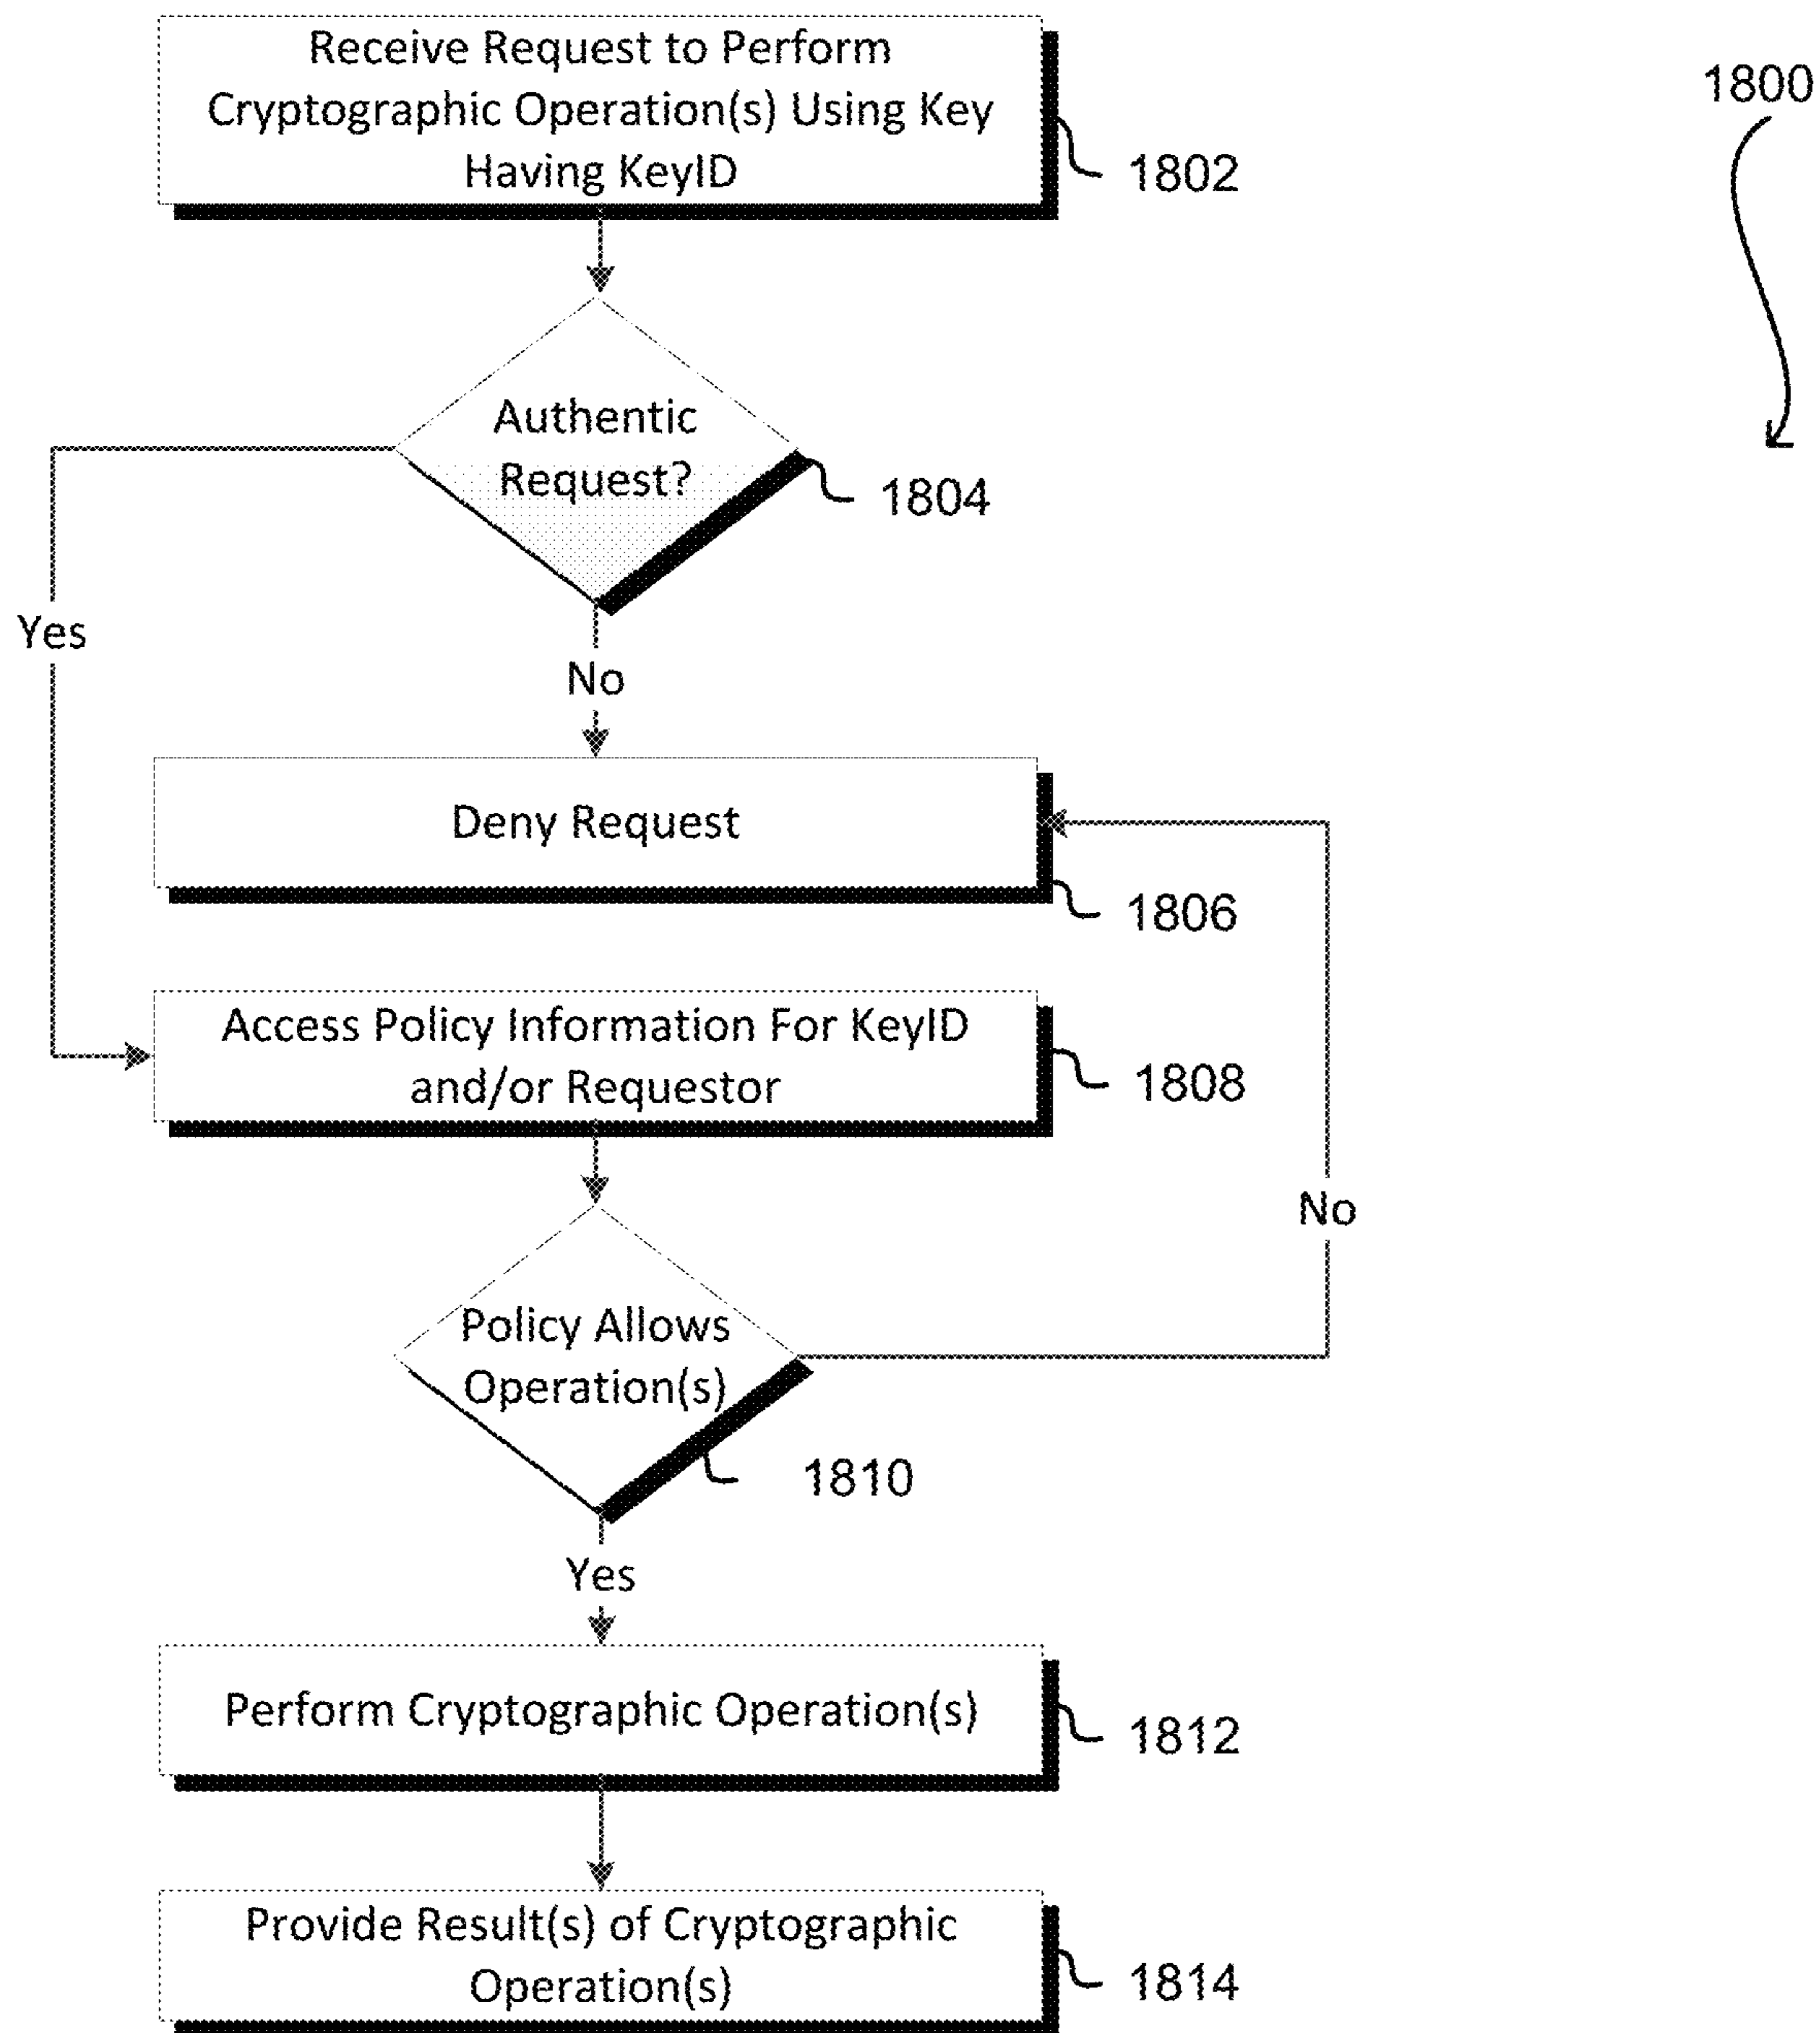 Receive Request to Perform
Cryptographic Operation(s) Using Key
Having KeyID
1802
1800
Authentic
Request?
1804
Yes
No
Deny Request
1806
Access Policy Information For KeyID
and/or Requestor
1808
No
Policy Allows
Operation(s)
1810
Yes
Perform Cryptographic Operation(s)
1812
Provide Result(s) of Cryptographic
Operation(s)
1814